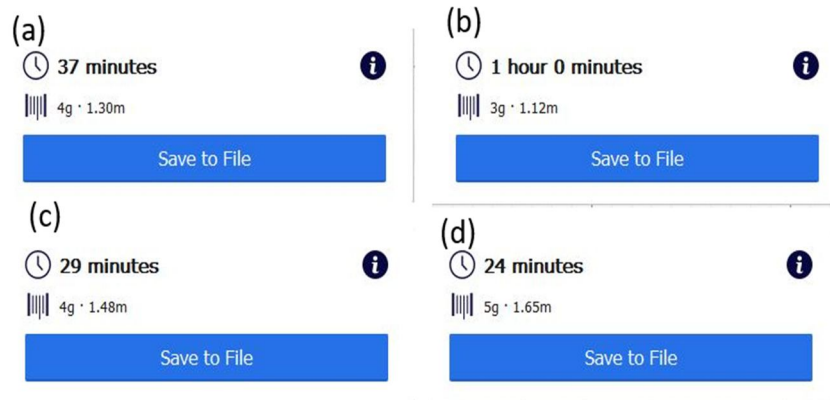 (a)
37 minutes
4g · 1.30m
Save to File
(b)
1 hour 0 minutes
3g · 1.12m
Save to File
(c)
29 minutes
4g · 1.48m
Save to File
(d)
24 minutes
5g · 1.65m
Save to File